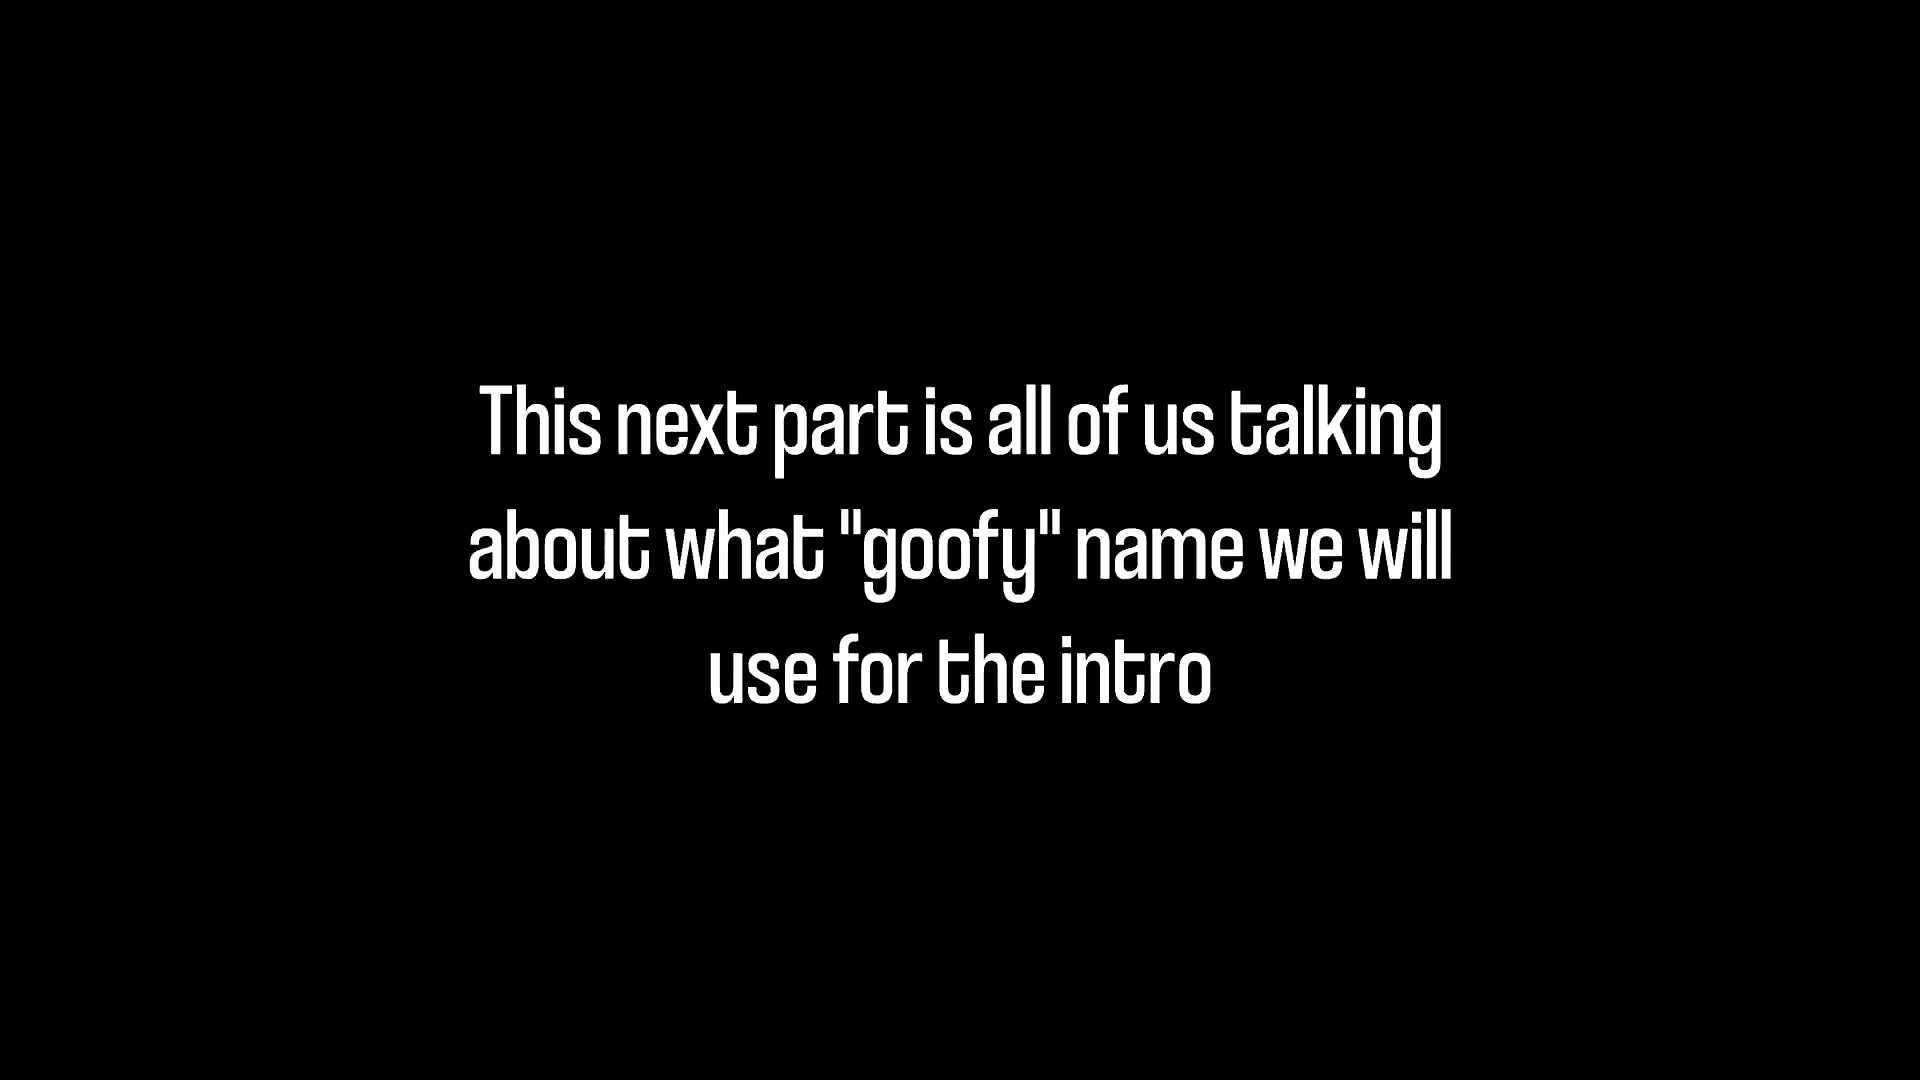 This next part is all of us talking
about what "goofy" name we will
use for the intro